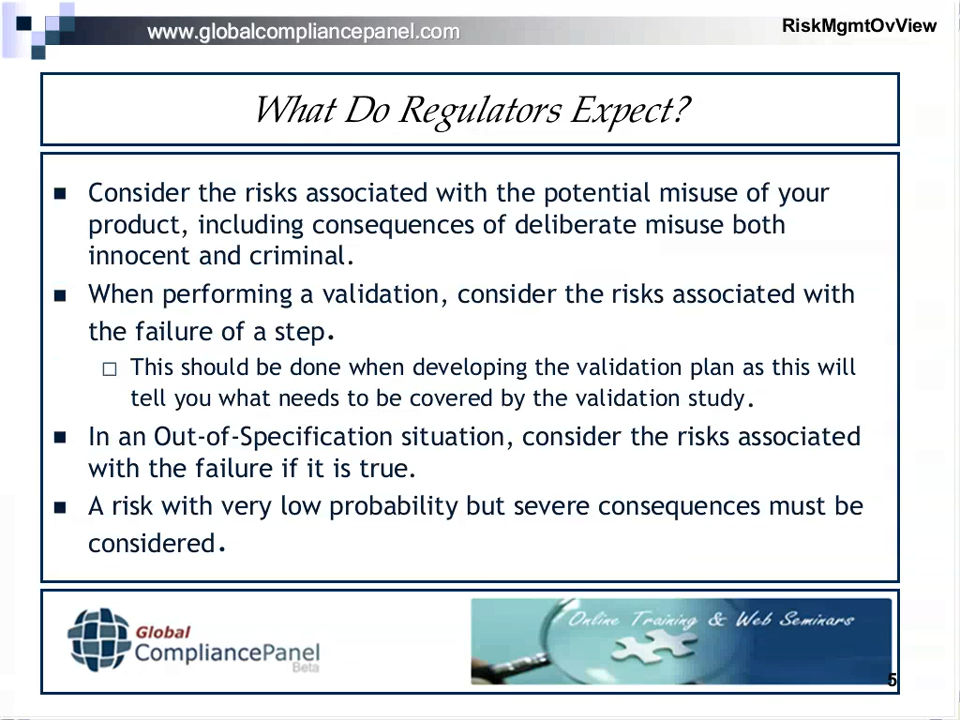 www.globalcompliancepanel.com
RiskMgmtOvView
What Do Regulators Expect?
Consider the risks associated with the potential misuse of your
product, including consequences of deliberate misuse both
innocent and criminal.
When performing a validation, consider the risks associated with
the failure of a step.
This should be done when developing the validation plan as this will
tell you what needs to be covered by the validation study.
In an Out-of-Specification situation, consider the risks associated
with the failure if it is true.
A risk with very low probability but severe consequences must be
considered.
Global
CompliancePanel
Beta
Online Training & Web Seminars
5